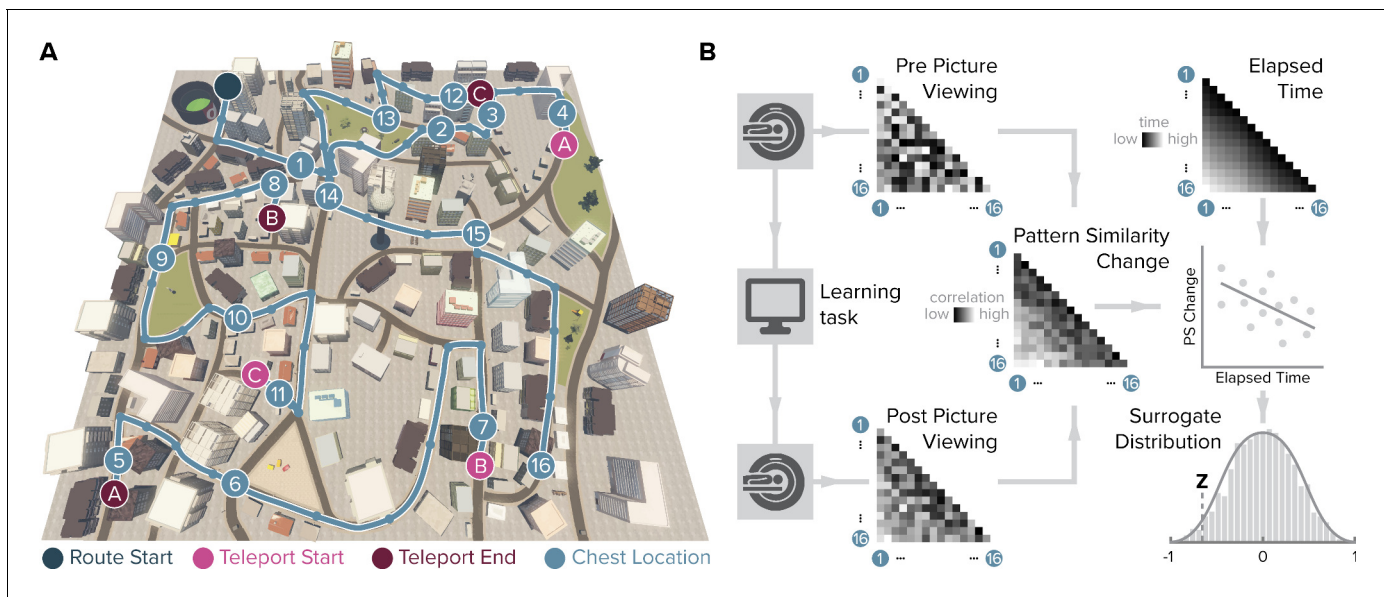 A
C
12
4
3
13
2
A
1
8
14
B
15
9
10
C
11
7
5
B
16
6
A
Route Start
Teleport Start
Teleport End
Chest Location
B
Pre Picture
Viewing
1
16
1
16
Elapsed
Time
1
time
low
high
16
1
16
Learning
task
Pattern Similarity
Change
1
correlation
low
high
16
1
16
PS Change
Elapsed Time
Post Picture
Viewing
1
16
1
16
Surrogate
Distribution
Z
-1
0
1